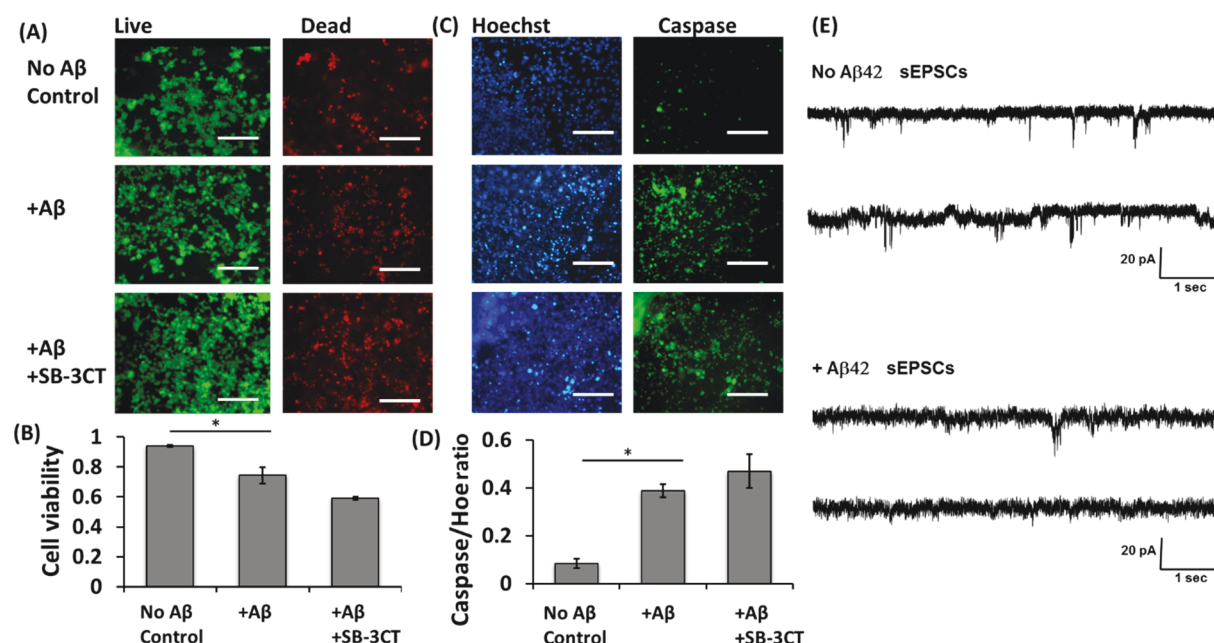 (A)
Live
Dead
No Aβ
Control
+Aβ
+Aβ
+SB-3CT
(B)
Cell viability
1
0.8
0.6
0.4
0.2
0
*
No Aβ
Control
+Aβ
+Aβ
+SB-3CT
(C)
Hoechst
Caspase
(D)
Caspase/Hoe ratio
0.6
0.4
0.2
0
*
No Aβ
Control
+Aβ
+Aβ
+SB-3CT
(E)
No Aβ42 sEPSCs
20 pA
1 sec
+ Aβ42 sEPSCs
20 pA
1 sec